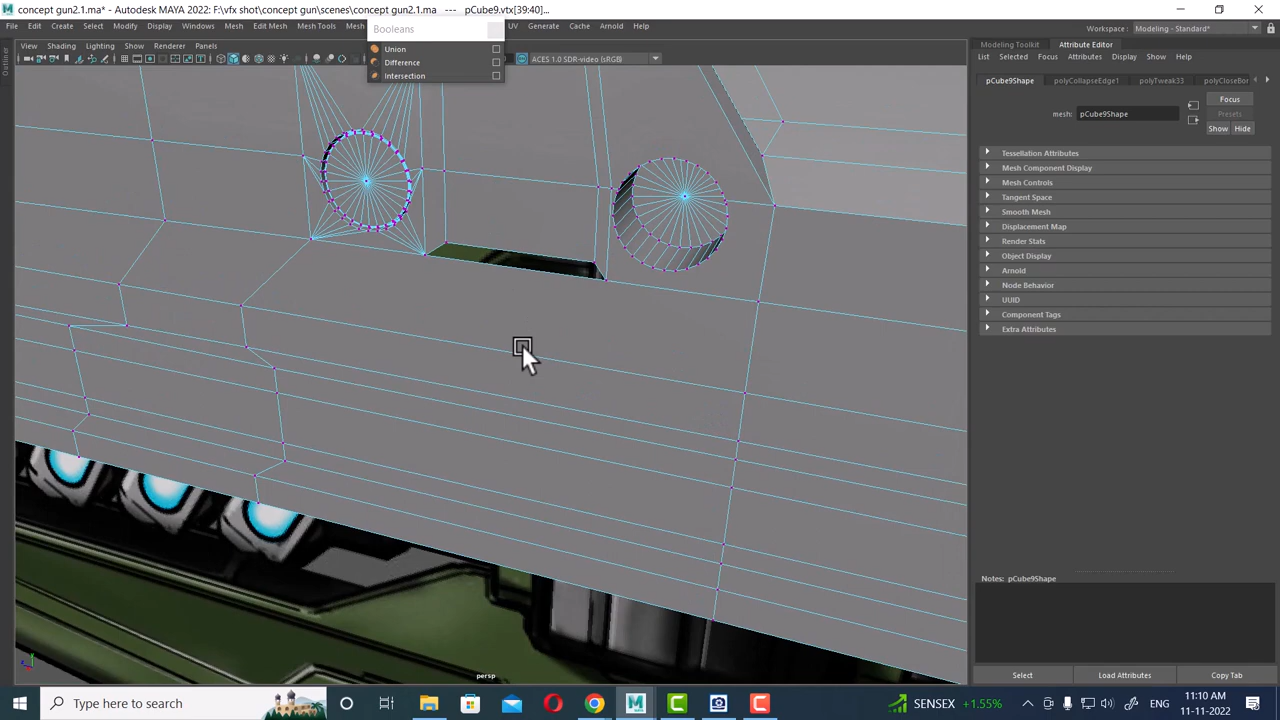 concept gun2.1.ma* - Autodesk MAYA 2022: F:\vfx shot\concept gun\scenes\concept gun2.1.ma --- pCube9.vtx[39:40]...
File Edit Create Select Modify Display Windows Mesh Edit Mesh Mesh Tools Mesh UV Generate Cache Arnold Help
Workspace: Modeling - Standard*
Booleans
Union
Difference
Intersection
View Shading Lighting Show Renderer Panels
ACES 1.0 SDR-video (sRGB)
Outliner
persp
Modeling Toolkit Attribute Editor
List Selected Focus Attributes Display Show Help
pCube9Shape polyCollapseEdge1 polyTweak33 polyCloseBor
mesh: pCube9Shape
Focus
Presets
Show Hide
Tessellation Attributes
Mesh Component Display
Mesh Controls
Tangent Space
Smooth Mesh
Displacement Map
Render Stats
Object Display
Arnold
Node Behavior
UUID
Component Tags
Extra Attributes
Notes: pCube9Shape
Select Load Attributes Copy Tab
Type here to search
SENSEX +1.55%
ENG
11:10 AM
11-11-2022